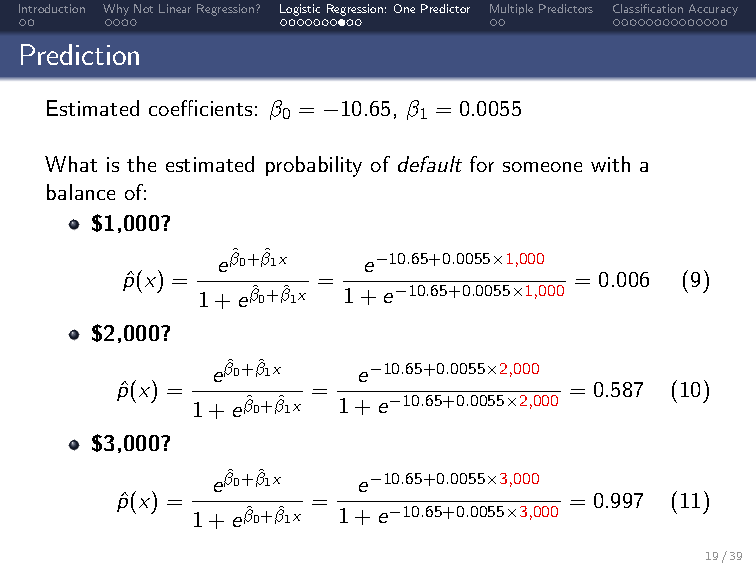 Introduction Why Not Linear Regression? Logistic Regression: One Predictor Multiple Predictors Classification Accuracy
Prediction
Estimated coefficients: β₀ = −10.65, β₁ = 0.0055
What is the estimated probability of default for someone with a
balance of:
$1,000?
p̂(x) = e^{β̂₀+β̂₁x} / (1 + e^{β̂₀+β̂₁x}) = e^{−10.65+0.0055×1,000} / (1 + e^{−10.65+0.0055×1,000}) = 0.006 (9)
$2,000?
p̂(x) = e^{β̂₀+β̂₁x} / (1 + e^{β̂₀+β̂₁x}) = e^{−10.65+0.0055×2,000} / (1 + e^{−10.65+0.0055×2,000}) = 0.587 (10)
$3,000?
p̂(x) = e^{β̂₀+β̂₁x} / (1 + e^{β̂₀+β̂₁x}) = e^{−10.65+0.0055×3,000} / (1 + e^{−10.65+0.0055×3,000}) = 0.997 (11)
19 / 39